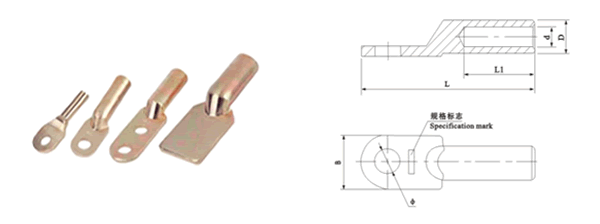 d
D
L1
L
规格标志
Specification mark
B
ϕ